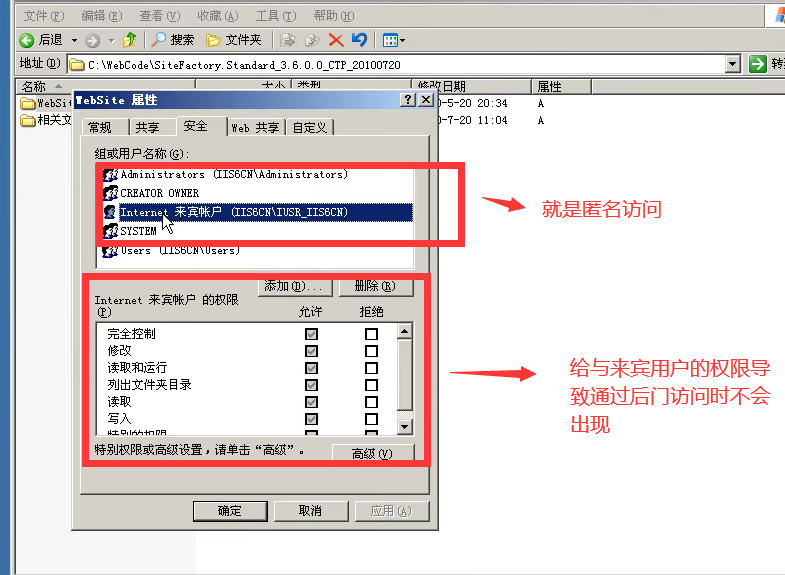 文件(F) 编辑(E) 查看(V) 收藏(A) 工具(T) 帮助(H)
后退 搜索 文件夹
地址(D) C:\WebCode\SiteFactory.Standard_3.6.0.0_CTP_20100720 转
名称 大小 类型 修改日期 属性
WebSi 0-5-20 20:34 A
相关文 0-7-20 11:04 A
WebSite 属性
常规 共享 安全 Web 共享 自定义
组或用户名称(G):
Administrators (IIS6CN\Administrators)
CREATOR OWNER
Internet 来宾帐户 (IIS6CN\IUSR_IIS6CN)
SYSTEM
Users (IIS6CN\Users)
就是匿名访问
添加(D)... 删除(R)
Internet 来宾帐户 的权限
(P) 允许 拒绝
完全控制
修改
读取和运行
列出文件夹目录
读取
写入
特别的权限
特别权限或高级设置，请单击“高级”。 高级(V)
给与来宾用户的权限导
致通过后门访问时不会
出现
确定 取消 应用(A)